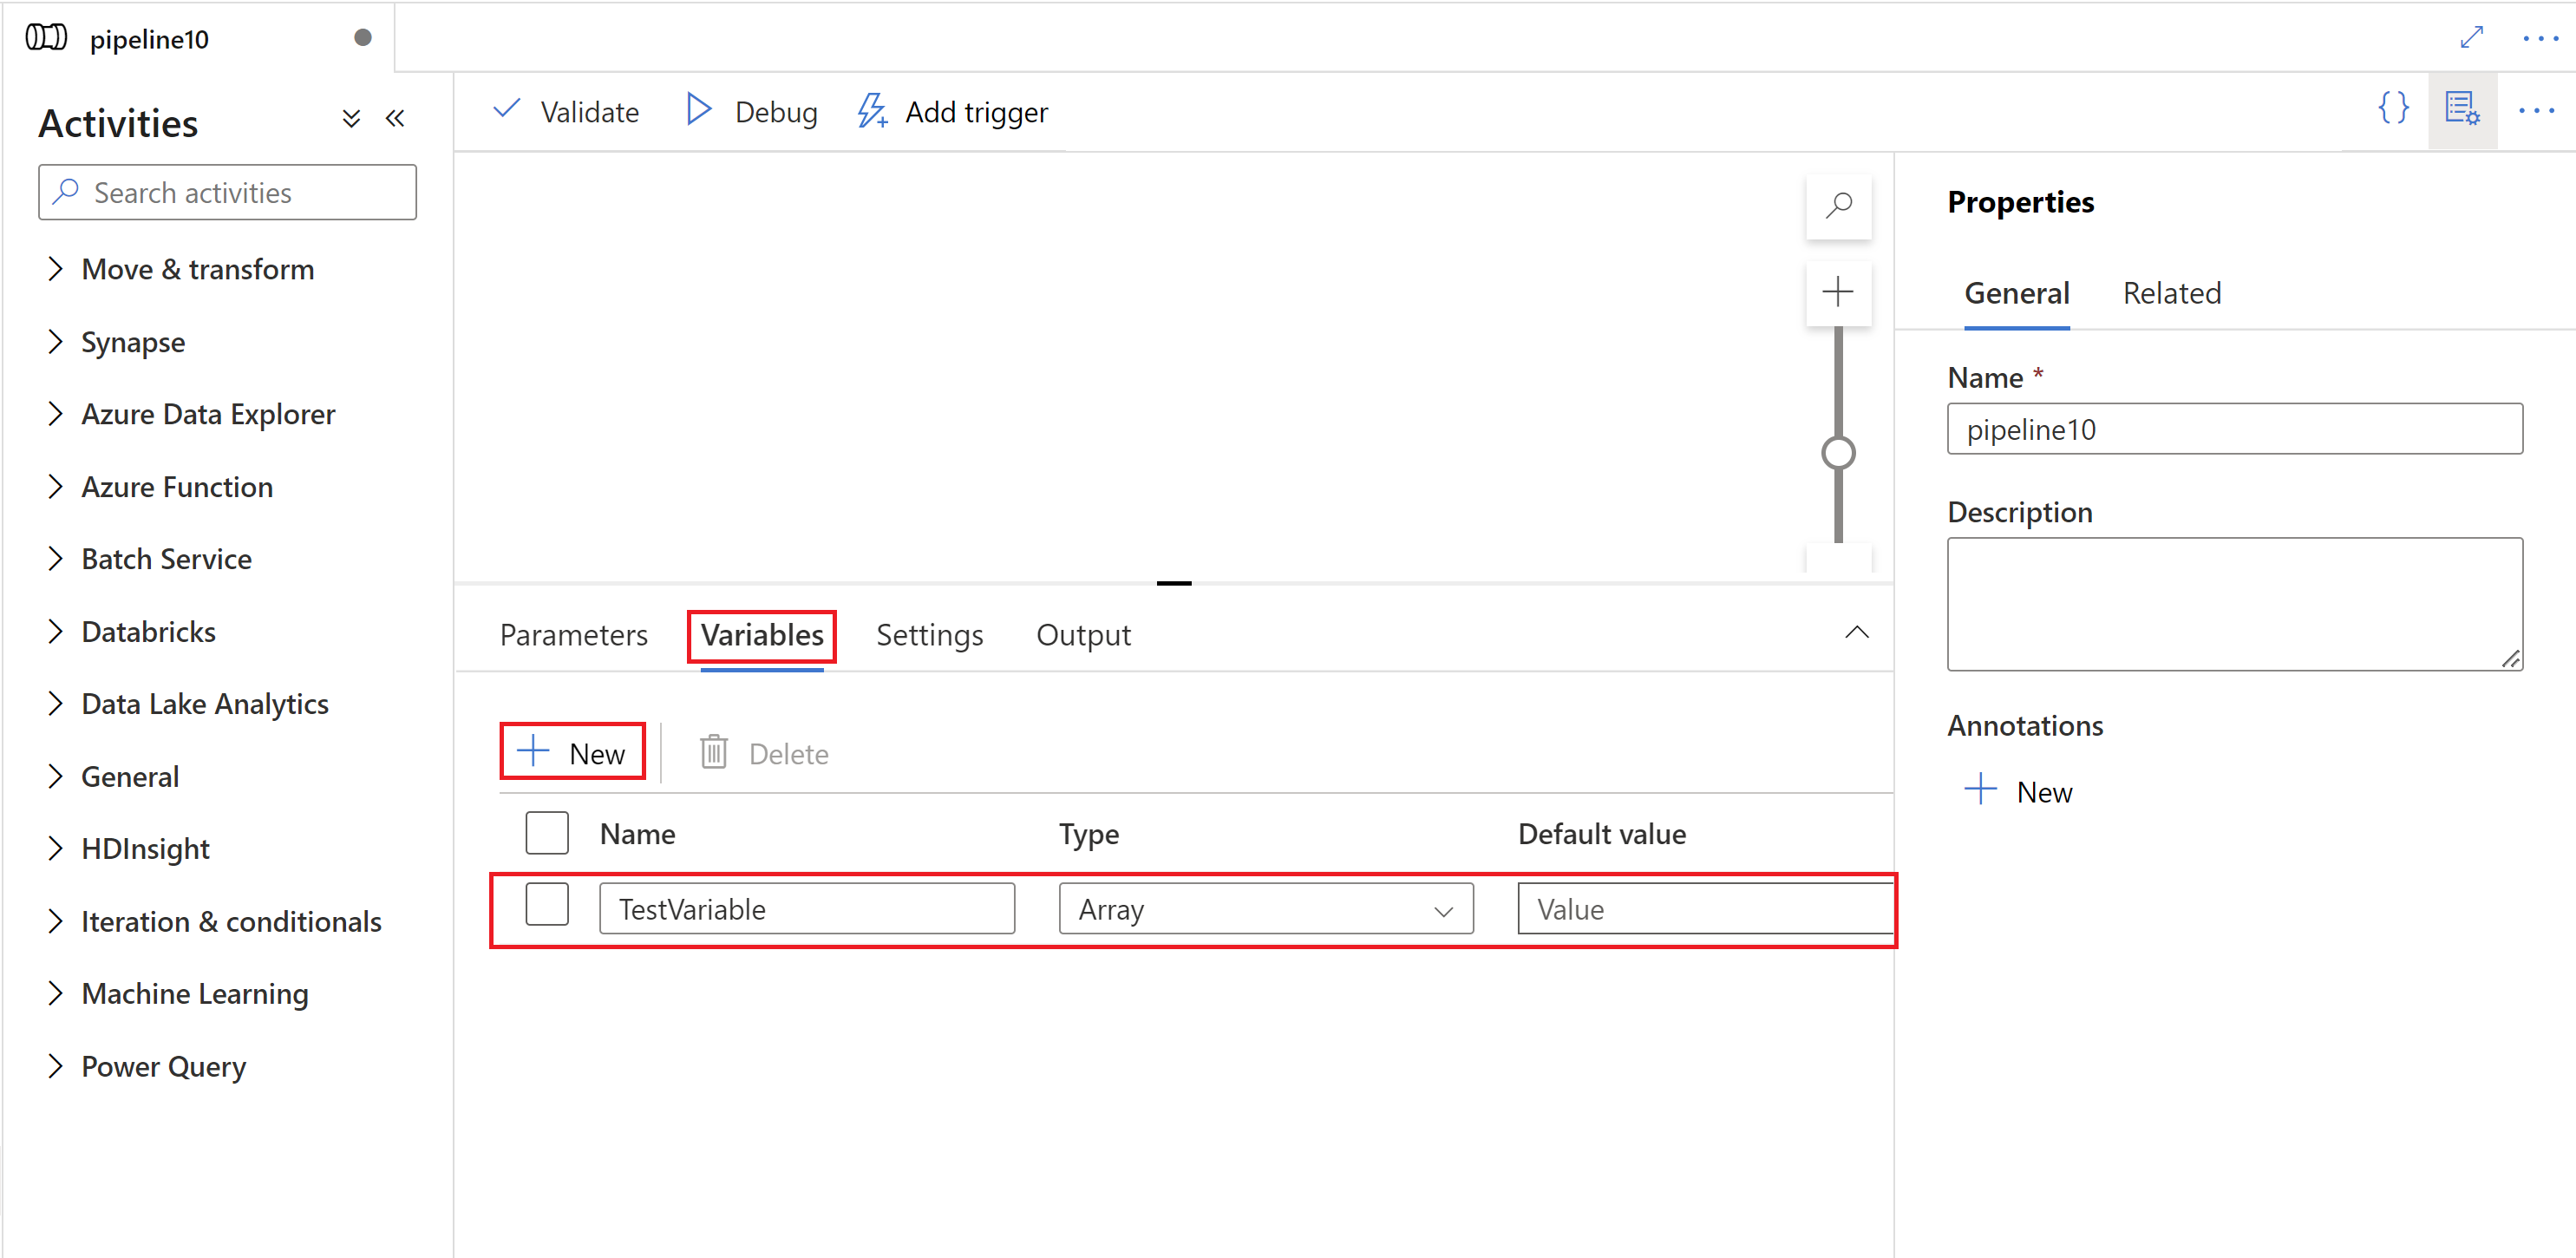 pipeline10
Activities
Search activities
Move & transform
Synapse
Azure Data Explorer
Azure Function
Batch Service
Databricks
Data Lake Analytics
General
HDInsight
Iteration & conditionals
Machine Learning
Power Query
Validate Debug Add trigger
Parameters Variables Settings Output
New Delete
Name Type Default value
TestVariable Array Value
Properties
General Related
Name *
pipeline10
Description
Annotations
New